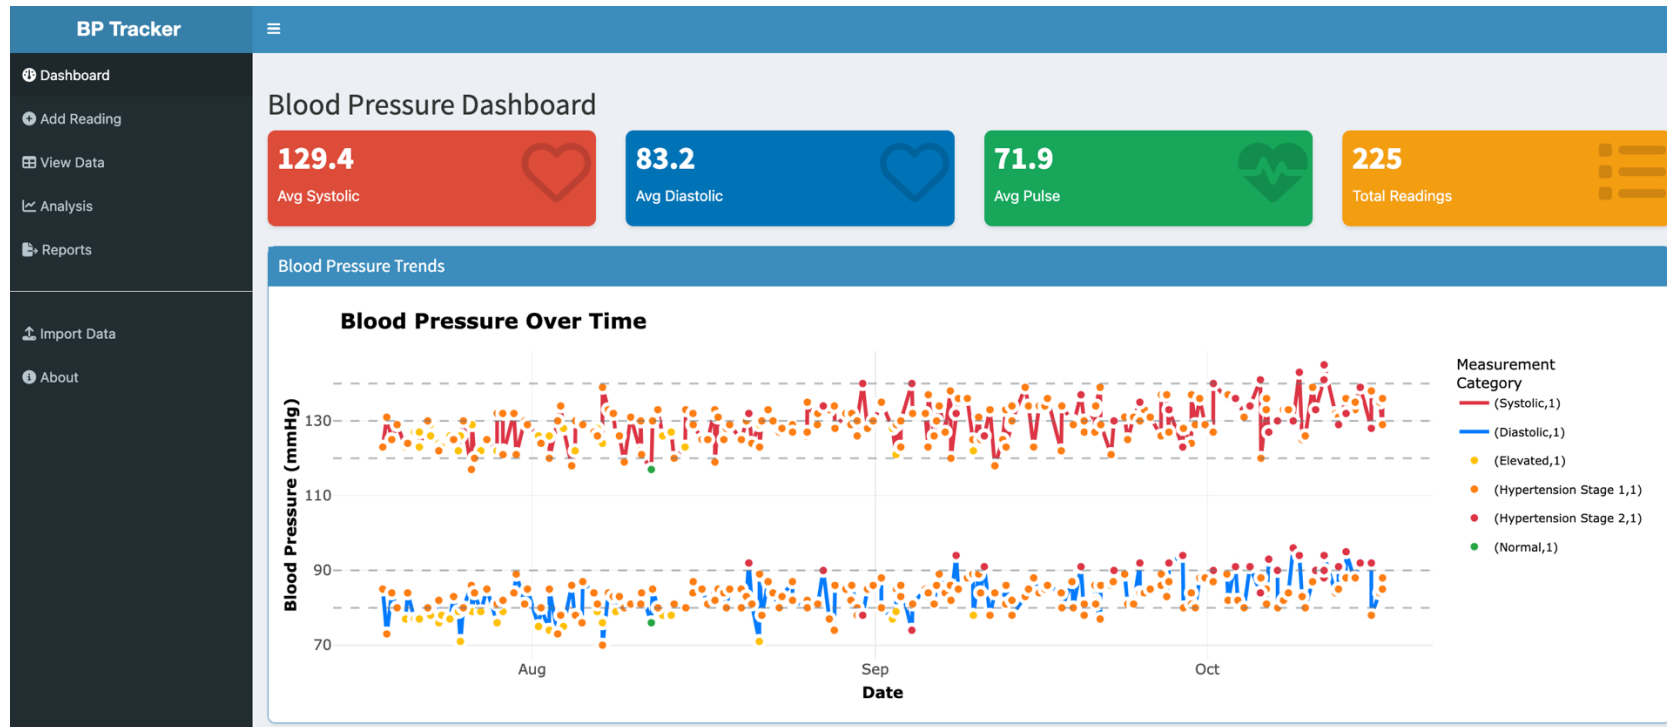 BP Tracker
Dashboard
Add Reading
View Data
Analysis
Reports
Import Data
About
Blood Pressure Dashboard
129.4
Avg Systolic
83.2
Avg Diastolic
71.9
Avg Pulse
225
Total Readings
Blood Pressure Trends
Blood Pressure Over Time
Blood Pressure (mmHg)
130
110
90
70
Aug
Sep
Oct
Date
Measurement
Category
(Systolic,1)
(Diastolic,1)
(Elevated,1)
(Hypertension Stage 1,1)
(Hypertension Stage 2,1)
(Normal,1)